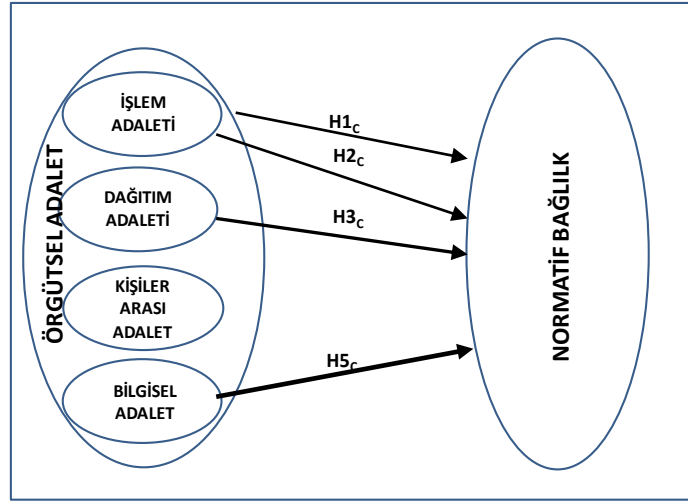 ÖRGÜTSEL ADALET
İŞLEM
ADALETİ
DAĞITIM
ADALETİ
KİŞİLER
ARASI
ADALET
BİLGİSEL
ADALET
H1C
H2C
H3C
H5C
NORMATİF BAĞLILK